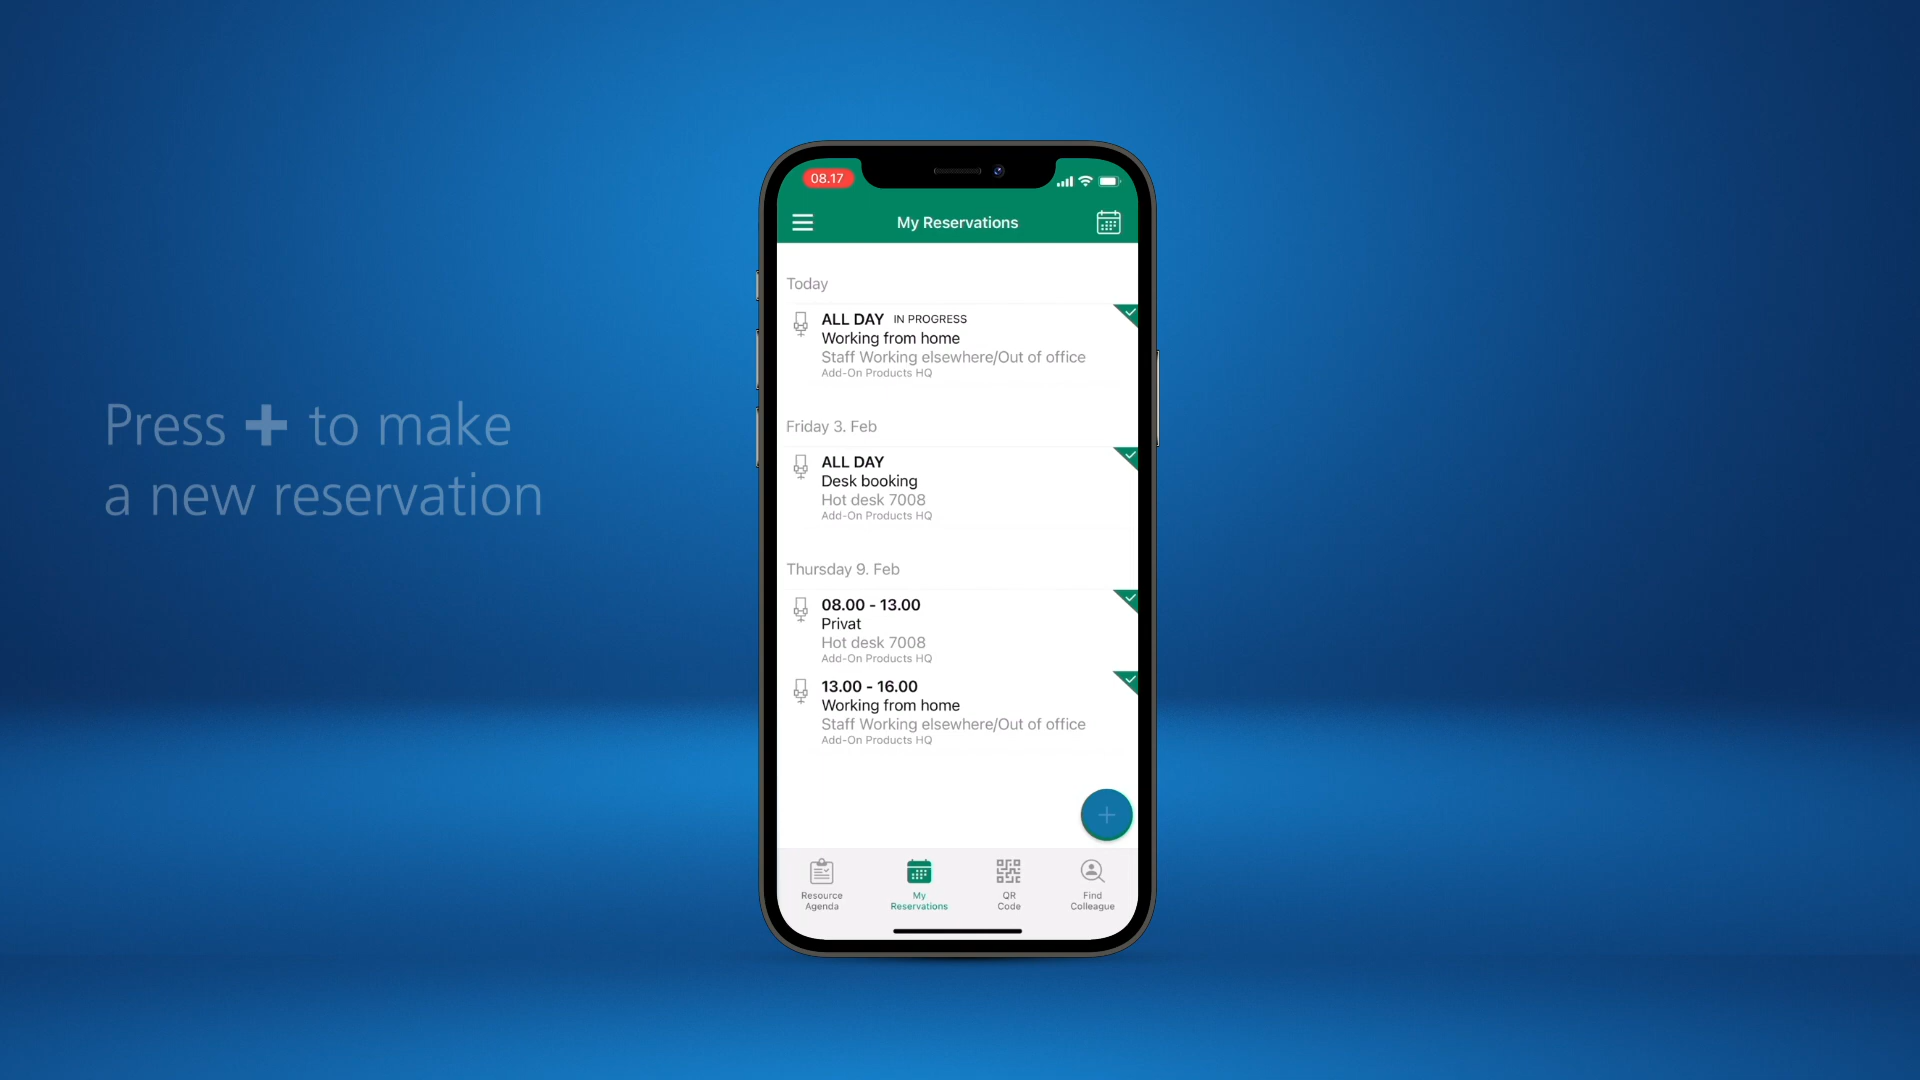 Press + to make
a new reservation
08.17
My Reservations
Today
ALL DAY IN PROGRESS
Working from home
Staff Working elsewhere/Out of office
Add-On Products HQ
Friday 3. Feb
ALL DAY
Desk booking
Hot desk 7008
Add-On Products HQ
Thursday 9. Feb
08.00 - 13.00
Privat
Hot desk 7008
Add-On Products HQ
13.00 - 16.00
Working from home
Staff Working elsewhere/Out of office
Add-On Products HQ
+
Resource
Agenda
My
Reservations
QR
Code
Find
Colleague